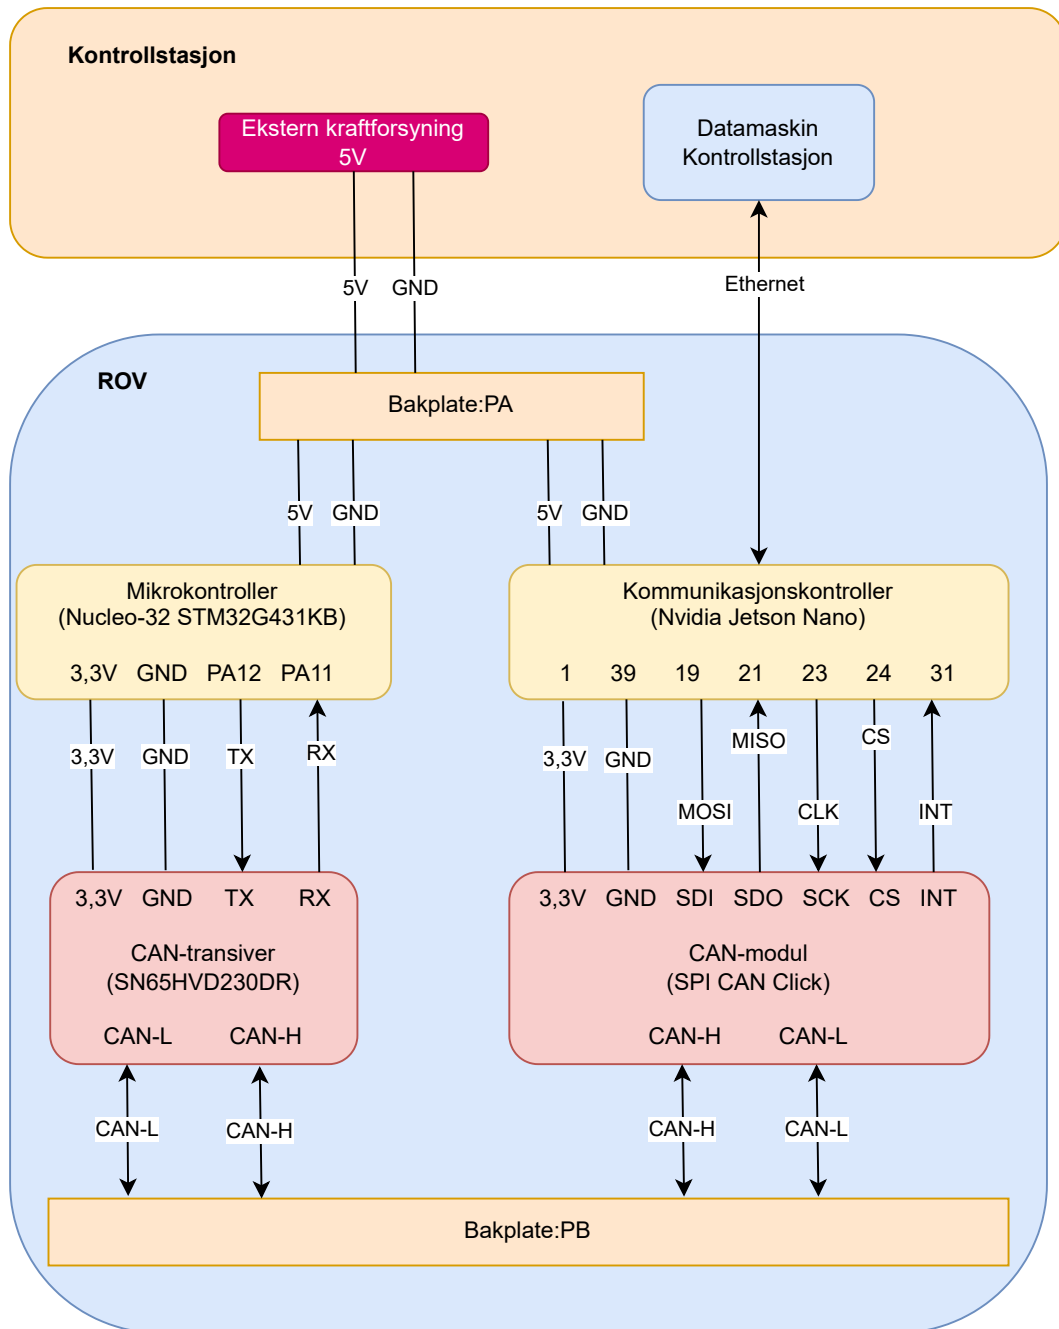 Kontrollstasjon
Ekstern kraftforsyning
5V
Datamaskin
Kontrollstasjon
5V
GND
Ethernet
ROV
Bakplate:PA
5V
GND
5V
GND
Mikrokontroller
(Nucleo-32 STM32G431KB)
3,3V GND PA12 PA11
Kommunikasjonskontroller
(Nvidia Jetson Nano)
1 39 19 21 23 24 31
3,3V
GND
TX
RX
3,3V
GND
MOSI
MISO
CLK
CS
INT
3,3V GND TX RX
CAN-transiver
(SN65HVD230DR)
CAN-L CAN-H
3,3V GND SDI SDO SCK CS INT
CAN-modul
(SPI CAN Click)
CAN-H CAN-L
CAN-L
CAN-H
CAN-H
CAN-L
Bakplate:PB